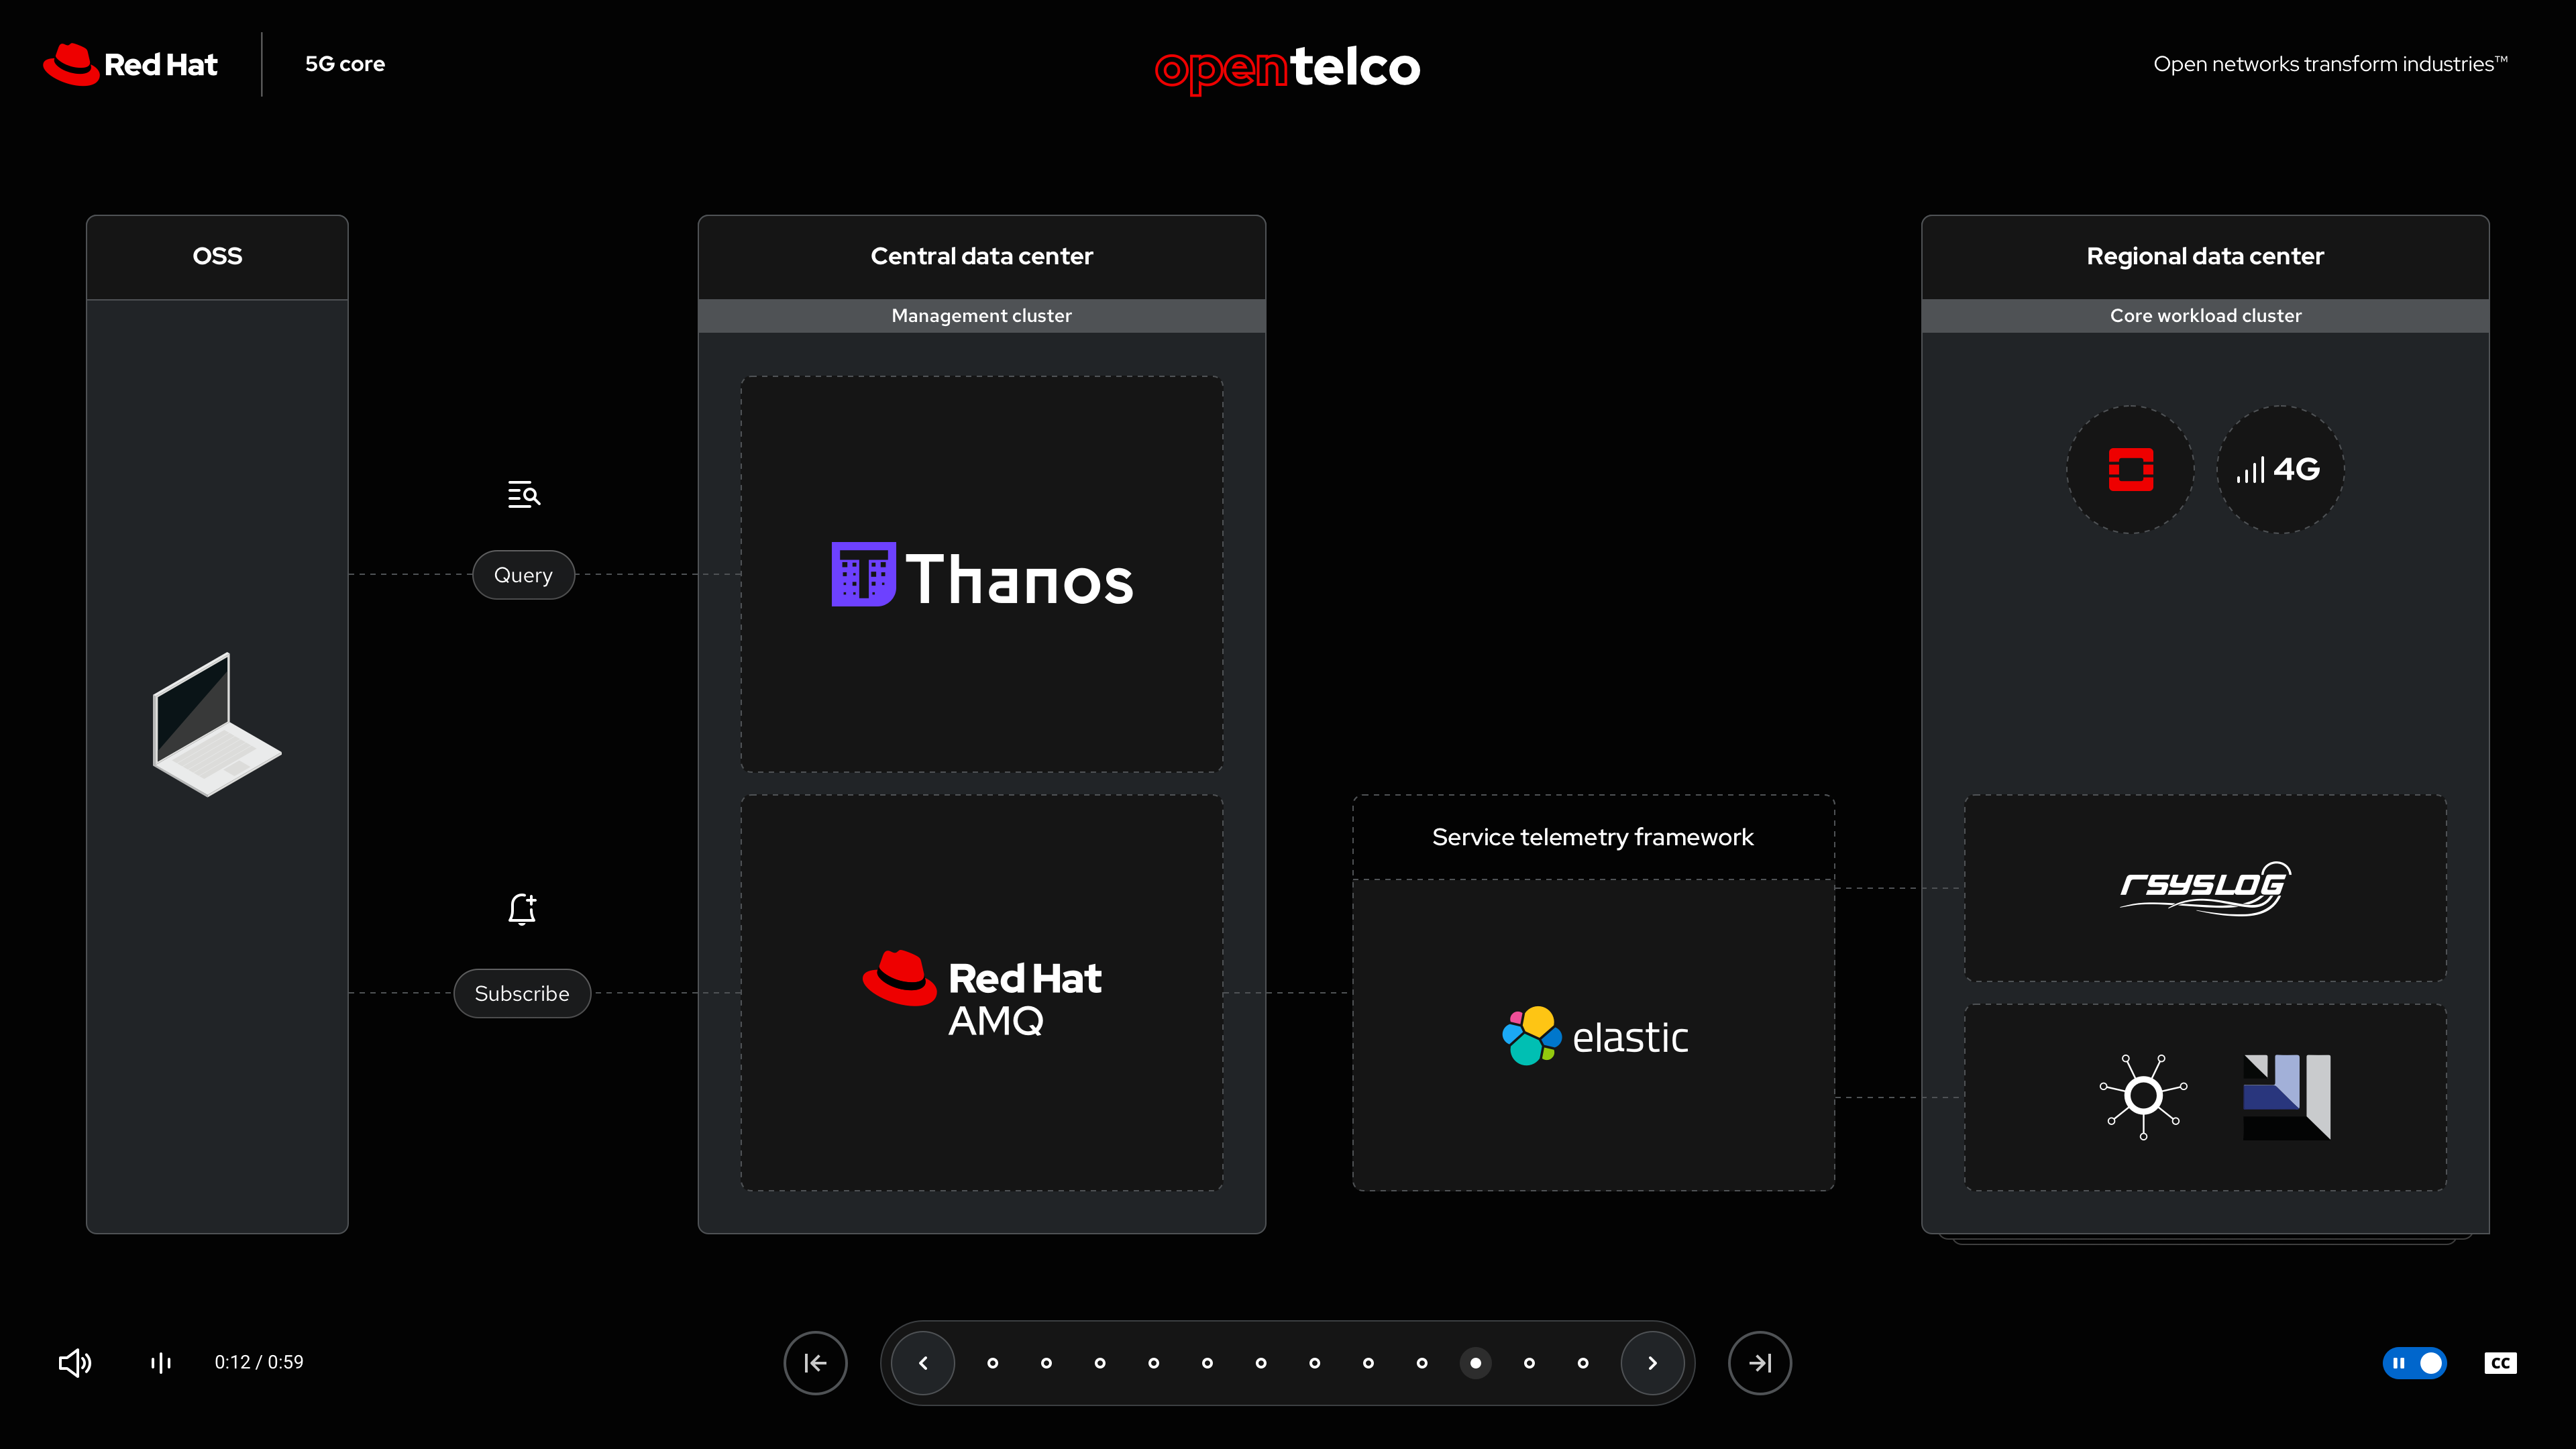 Red Hat
5G core
opentelco
Open networks transform industries™
OSS
Central data center
Management cluster
Regional data center
Core workload cluster
4G
Query
Thanos
Service telemetry framework
rsyslog
Subscribe
Red Hat
AMQ
elastic
0:12 / 0:59
CC